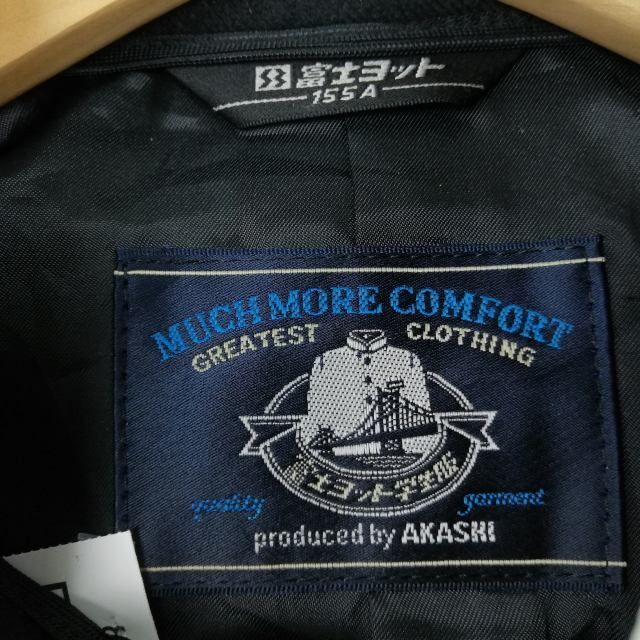 富士ヨット
155A
MUCH MORE COMFORT
GREATEST CLOTHING
富士ヨット学生服
quality garment
produced by AKASHI